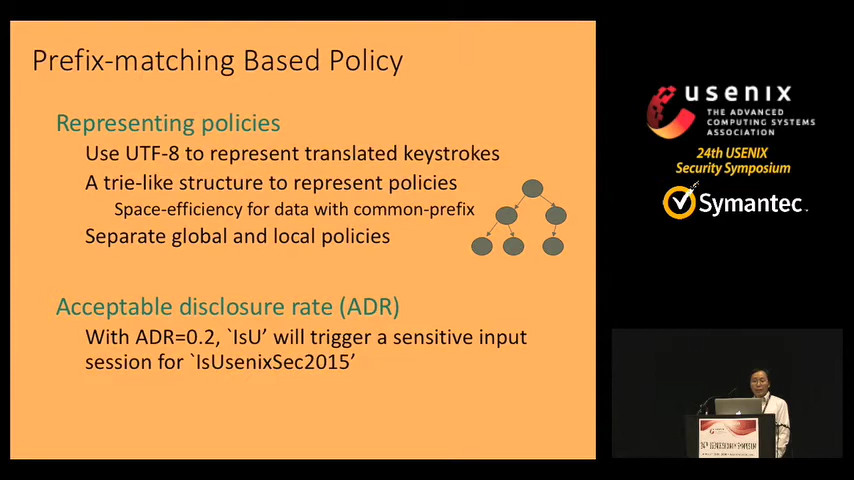 Prefix-matching Based Policy
Representing policies
Use UTF-8 to represent translated keystrokes
A trie-like structure to represent policies
Space-efficiency for data with common-prefix
Separate global and local policies
Acceptable disclosure rate (ADR)
With ADR=0.2, `IsU’ will trigger a sensitive input
session for `IsUsenixSec2015’
usenix
THE ADVANCED
COMPUTING SYSTEMS
ASSOCIATION
24th USENIX
Security Symposium
Symantec.